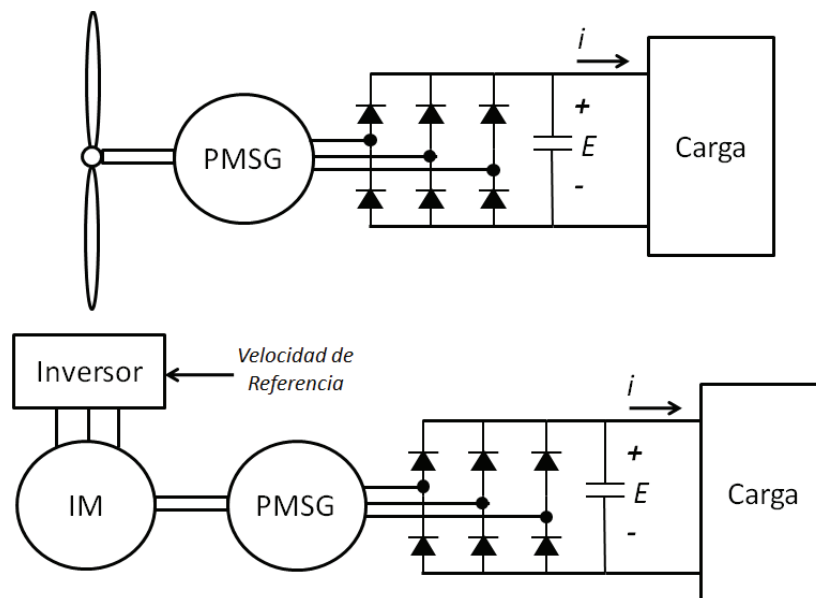 i
+
PMSG
E
Carga
-
Inversor
Velocidad de
Referencia
i
+
IM
PMSG
E
Carga
-